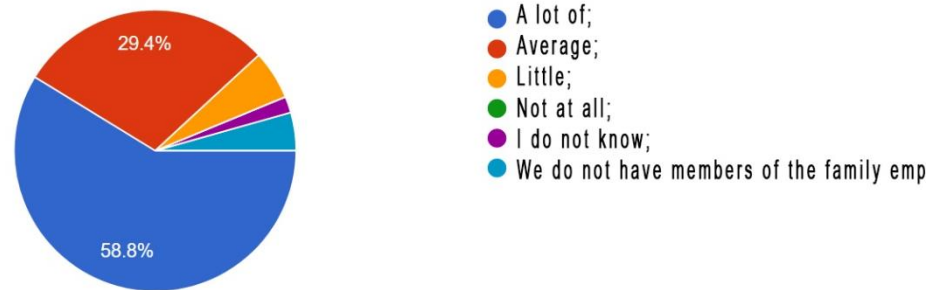 29.4%
58.8%
A lot of;
Average;
Little;
Not at all;
I do not know;
We do not have members of the family emp